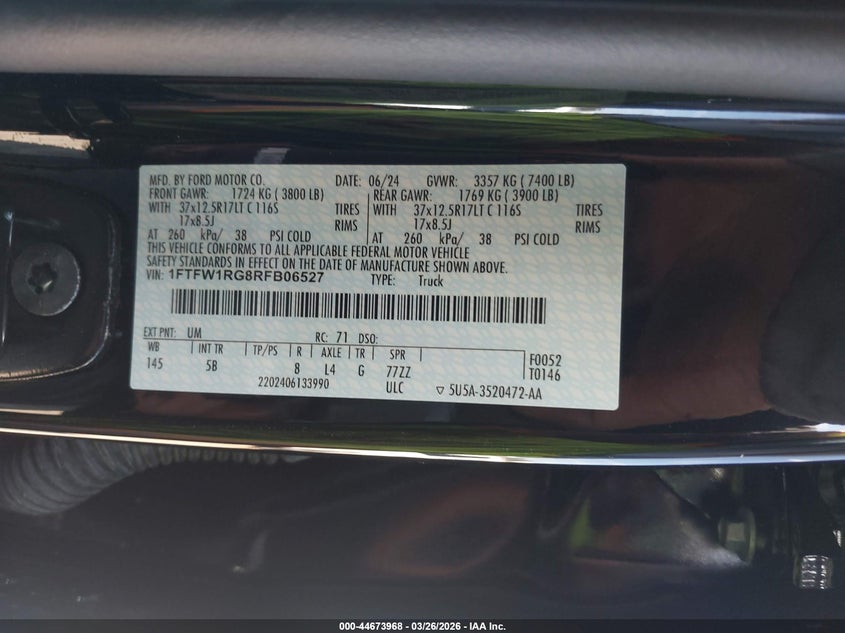 MFD. BY FORD MOTOR CO. DATE: 06/24 GVWR: 3357 KG ( 7400 LB)
FRONT GAWR: 1724 KG ( 3800 LB) REAR GAWR: 1769 KG ( 3900 LB)
WITH 37x12.5R17LT C 116S TIRES WITH 37x12.5R17LT C 116S TIRES
17x8.5J RIMS 17x8.5J RIMS
AT 260 kPa/ 38 PSI COLD AT 260 kPa/ 38 PSI COLD
THIS VEHICLE CONFORMS TO ALL APPLICABLE FEDERAL MOTOR VEHICLE
SAFETY STANDARDS IN EFFECT ON THE DATE OF MANUFACTURE SHOWN ABOVE.
VIN: 1FTFW1RG8RFB06527 TYPE: Truck
EXT PNT: UM RC: 71 DSO:
WB INT TR TP/PS R AXLE TR SPR F0052
145 5B 8 L4 G 77ZZ T0146
2202406133990 ULC ▽ 5U5A-3520472-AA
000-44673968 - 03/26/2026 - IAA Inc.